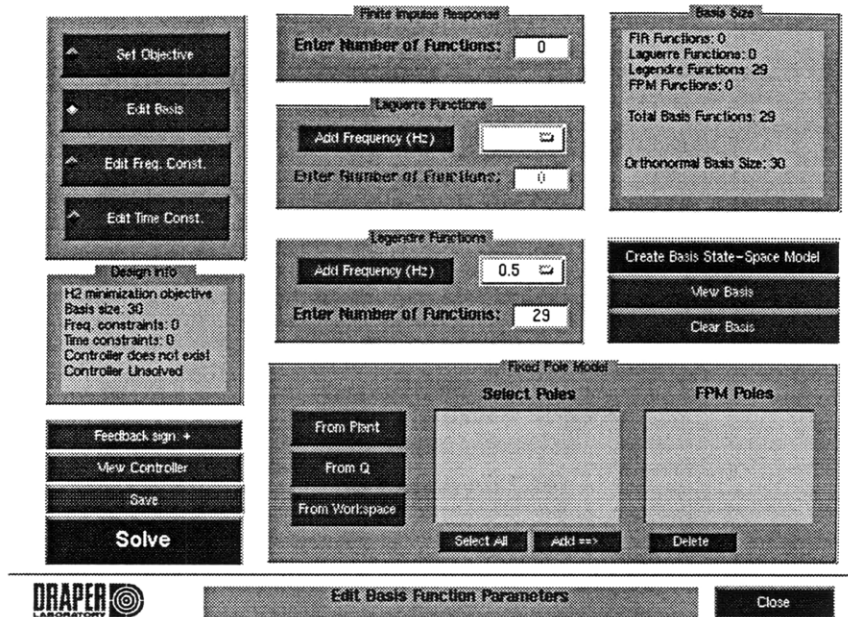 Set Objective
Edit Basis
Edit Freq. Const.
Edit Time Const.
Design Info
H2 minimization objective
Basis size: 30
Freq. constraints: 0
Time constraints: 0
Controller does not exist
Controller Unsolved
Feedback sign: +
View Controller
Save
Solve
Finite Impulse Response
Enter Number of Functions: 0
Laguerre Functions
Add Frequency (Hz)
Enter Number of Functions: 0
Legendre Functions
Add Frequency (Hz) 0.5
Enter Number of Functions: 29
Basis Size
FIR Functions: 0
Laguerre Functions: 0
Legendre Functions: 29
FPM Functions: 0
Total Basis Functions: 29
Orthonormal Basis Size: 30
Create Basis State-Space Model
View Basis
Clear Basis
Fixed Pole Model
Select Poles
FPM Poles
From Plant
From Q
From Workspace
Select All
Add ==>
Delete
DRAPER
LABORATORY
Edit Basis Function Parameters
Close